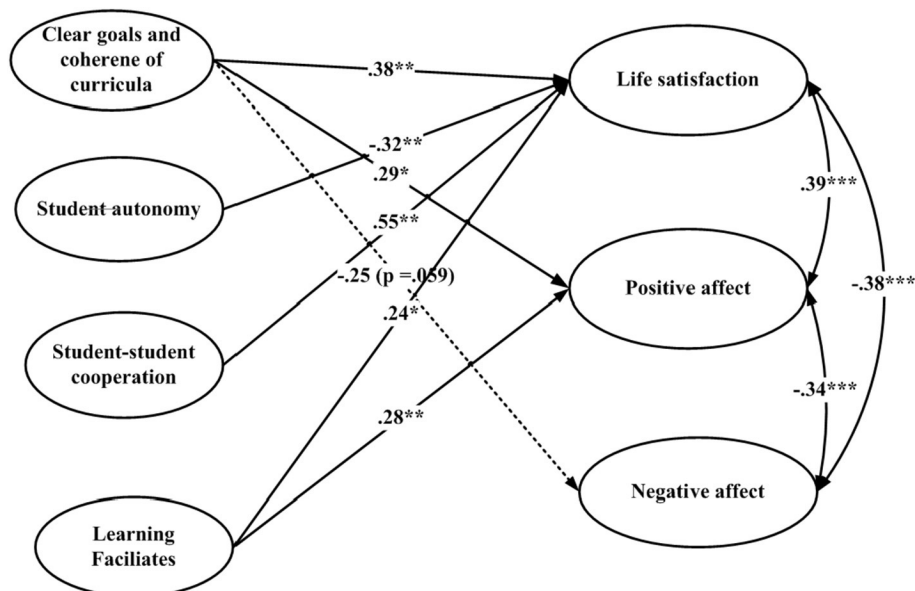 Clear goals and
coherene of
curricula
.38**
Life satisfaction
-.32**
.29*
.39***
Student autonomy
.55**
-.25 (p =.059)
Positive affect
-.38***
.24*
Student-student
cooperation
-.34***
.28**
Negative affect
Learning
Faciliates